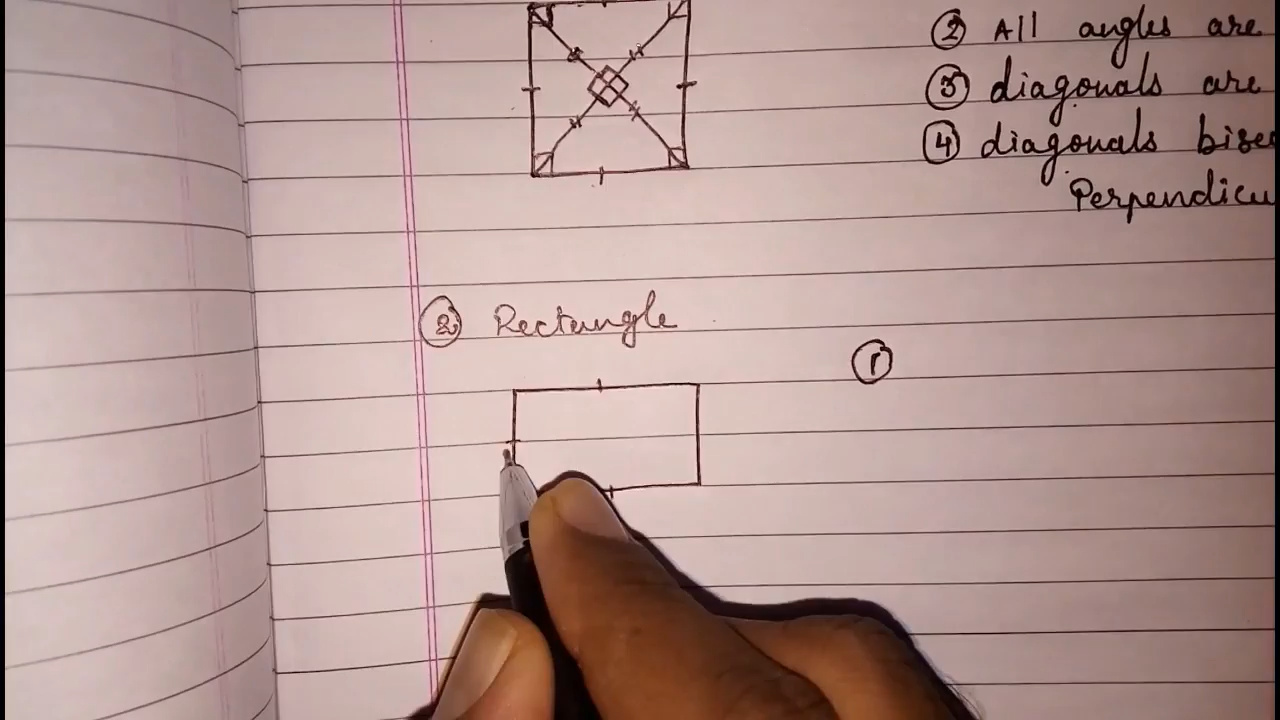 ② All angles are
③ diagonals are
④ diagonals bise
Perpendicu
② Rectangle
①